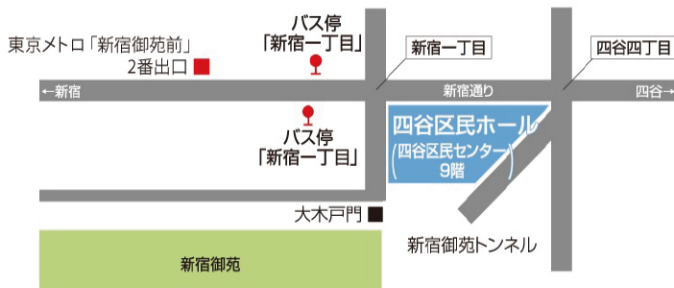 バス停
「新宿一丁目」
新宿一丁目
四谷四丁目
東京メトロ「新宿御苑前」
2番出口
←新宿
新宿通り
四谷→
バス停
「新宿一丁目」
四谷区民ホール
(四谷区民センター)
9階
大木戸門
新宿御苑トンネル
新宿御苑